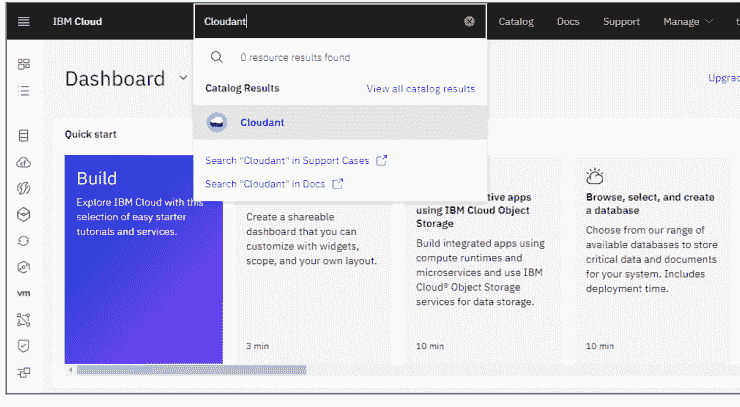 IBM Cloud
Cloudant
Catalog
Docs
Support
Manage
0 resource results found
Catalog Results
View all catalog results
Cloudant
Search "Cloudant" in Support Cases
Search "Cloudant" in Docs
Dashboard
Quick start
Build
Explore IBM Cloud with this
selection of easy starter
tutorials and services.
Create a shareable
dashboard that you can
customize with widgets,
scope, and your own layout.
3 min
apps
using IBM Cloud Object
Storage
Build integrated apps using
compute runtimes and
microservices and use IBM
Cloud® Object Storage
services for data storage.
10 min
Browse, select, and create
a database
Choose from our range of
available databases to store
critical data and documents
for your system. Includes
deployment time.
10 min
vm